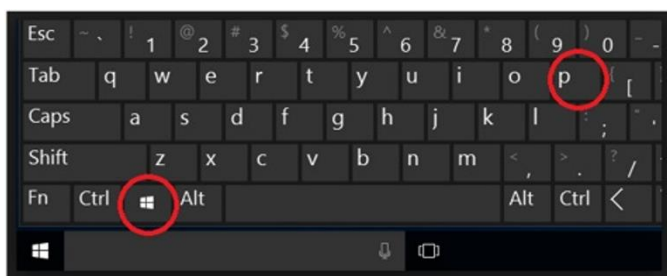 Esc ~ ` ! 1 @ 2 # 3 $ 4 % 5 ^ 6 & 7 * 8 ( 9 ) 0 _ -
Tab q w e r t y u i o p { [
Caps a s d f g h j k l : ; " '
Shift z x c v b n m < , > . ? /
Fn Ctrl Alt Alt Ctrl <